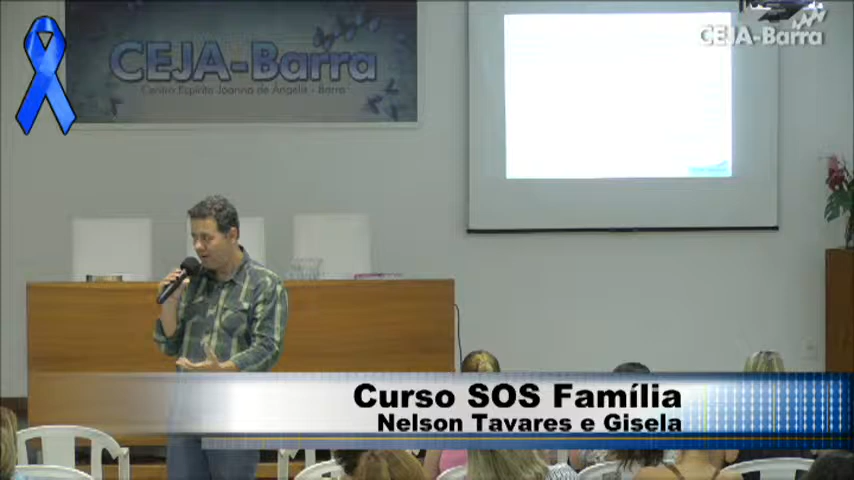 CEJA-Barra
Centro Espírita Joanna de Ângelis - Barra
CEJA-Barra
Curso SOS Família
Nelson Tavares e Gisela